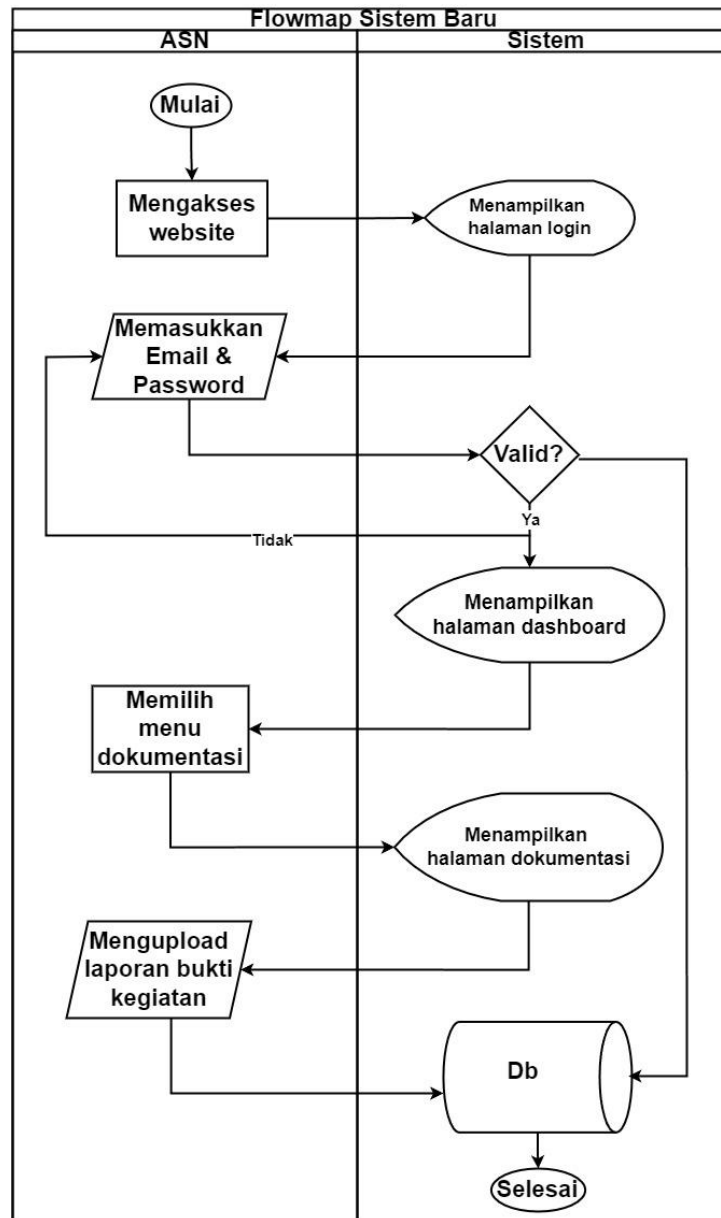 Flowmap Sistem Baru
ASN
Sistem
Mulai
Mengakses
website
Menampilkan
halaman login
Memasukkan
Email &
Password
Valid?
Ya
Tidak
Menampilkan
halaman dashboard
Memilih
menu
dokumentasi
Menampilkan
halaman dokumentasi
Mengupload
laporan bukti
kegiatan
Db
Selesai